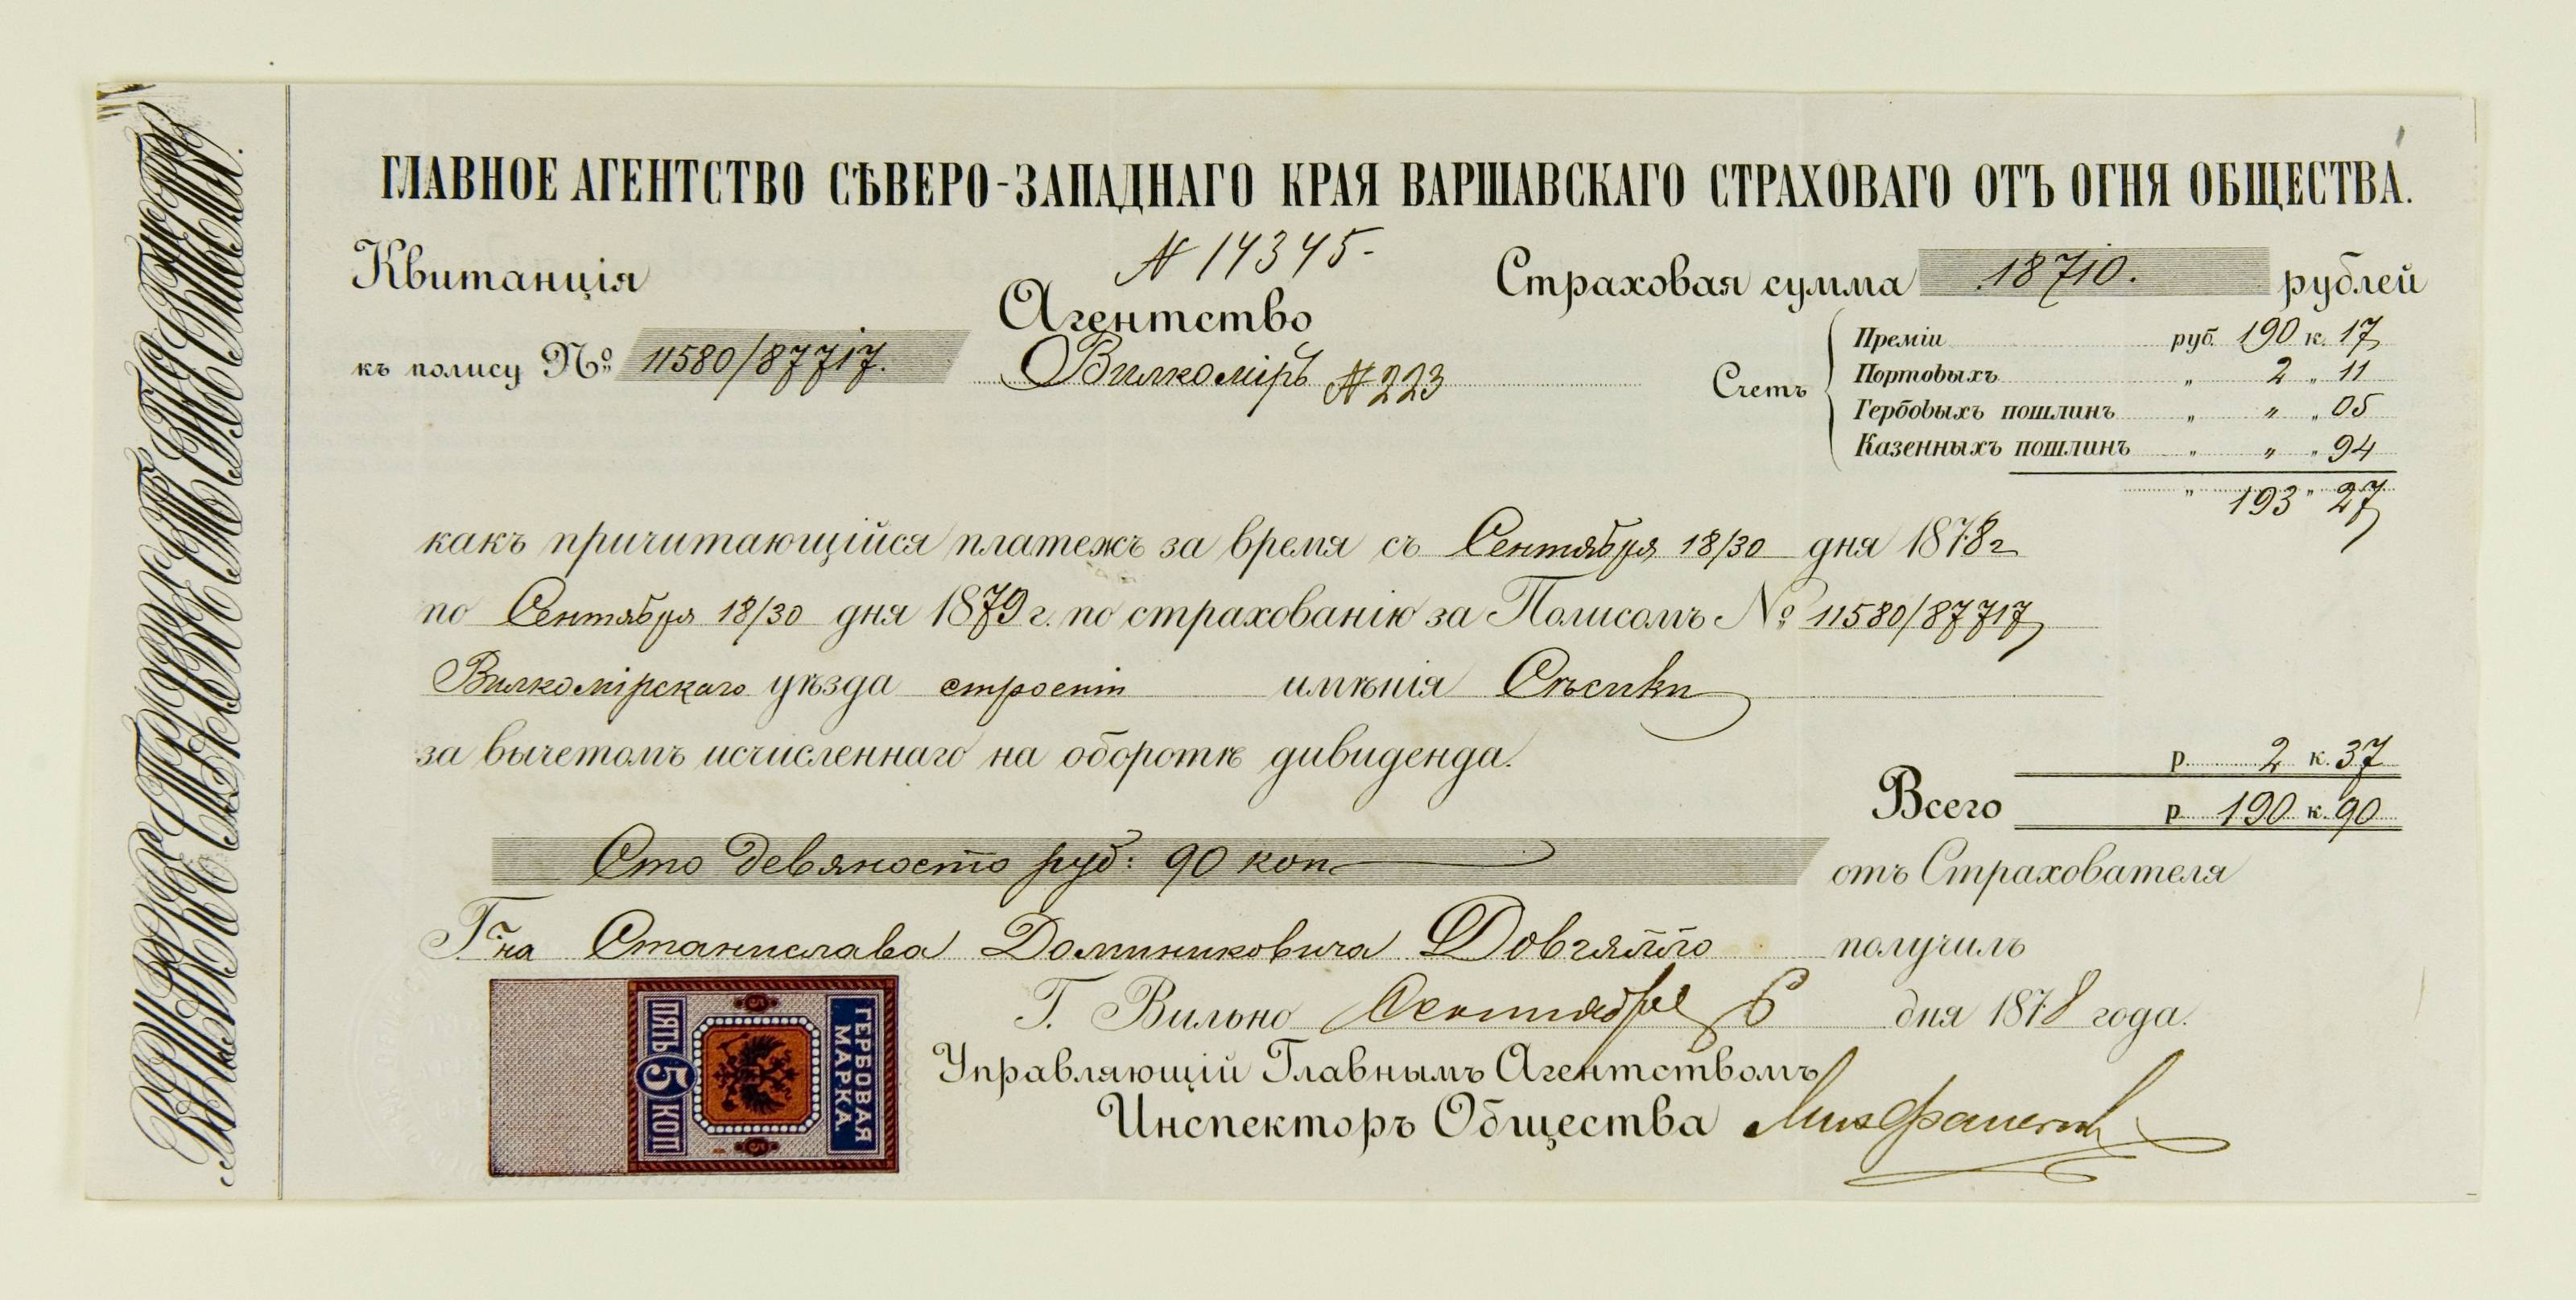 ГЛАВНОЕ АГЕНТСТВО СѢВЕРО-ЗАПАДНАГО КРАЯ ВАРШАВСКАГО СТРАХОВАГО ОТЪ ОГНЯ ОБЩЕСТВА.
Квитанція
къ полису № 11580/87717.
№ 14345-
Агентство
Вилкоміръ № 223
Страховая сумма 18710. рублей
Счетъ
Преміи руб. 190 к. 17
Портовыхъ " 2 " 11
Гербовыхъ пошлинъ " " " 05
Казенныхъ пошлинъ " " " 94
" 193 " 27
какъ причитающійся платежъ за время съ Сентября 18/30 дня 1878 г
по Сентября 18/30 дня 1879 г. по страхованію за Полисомъ № 11580/87717
Вилкомірскаго уѣзда строеній имѣнія Сѣсики
за вычетомъ исчисленнаго на оборотѣ дивиденда. р. 2 к. 37
Всего р. 190 к. 90
Сто девяносто руб: 90 коп
отъ Страхователя
Г-на Станислава Доминиковича Довгялло получилъ
Г. Вильно Сентября 6 дня 1878 года.
Управляющій Главнымъ Агентствомъ
Инспекторъ Общества
ГЕРБОВАЯ
МАРКА
5
5
ПЯТЬ 5 КОП